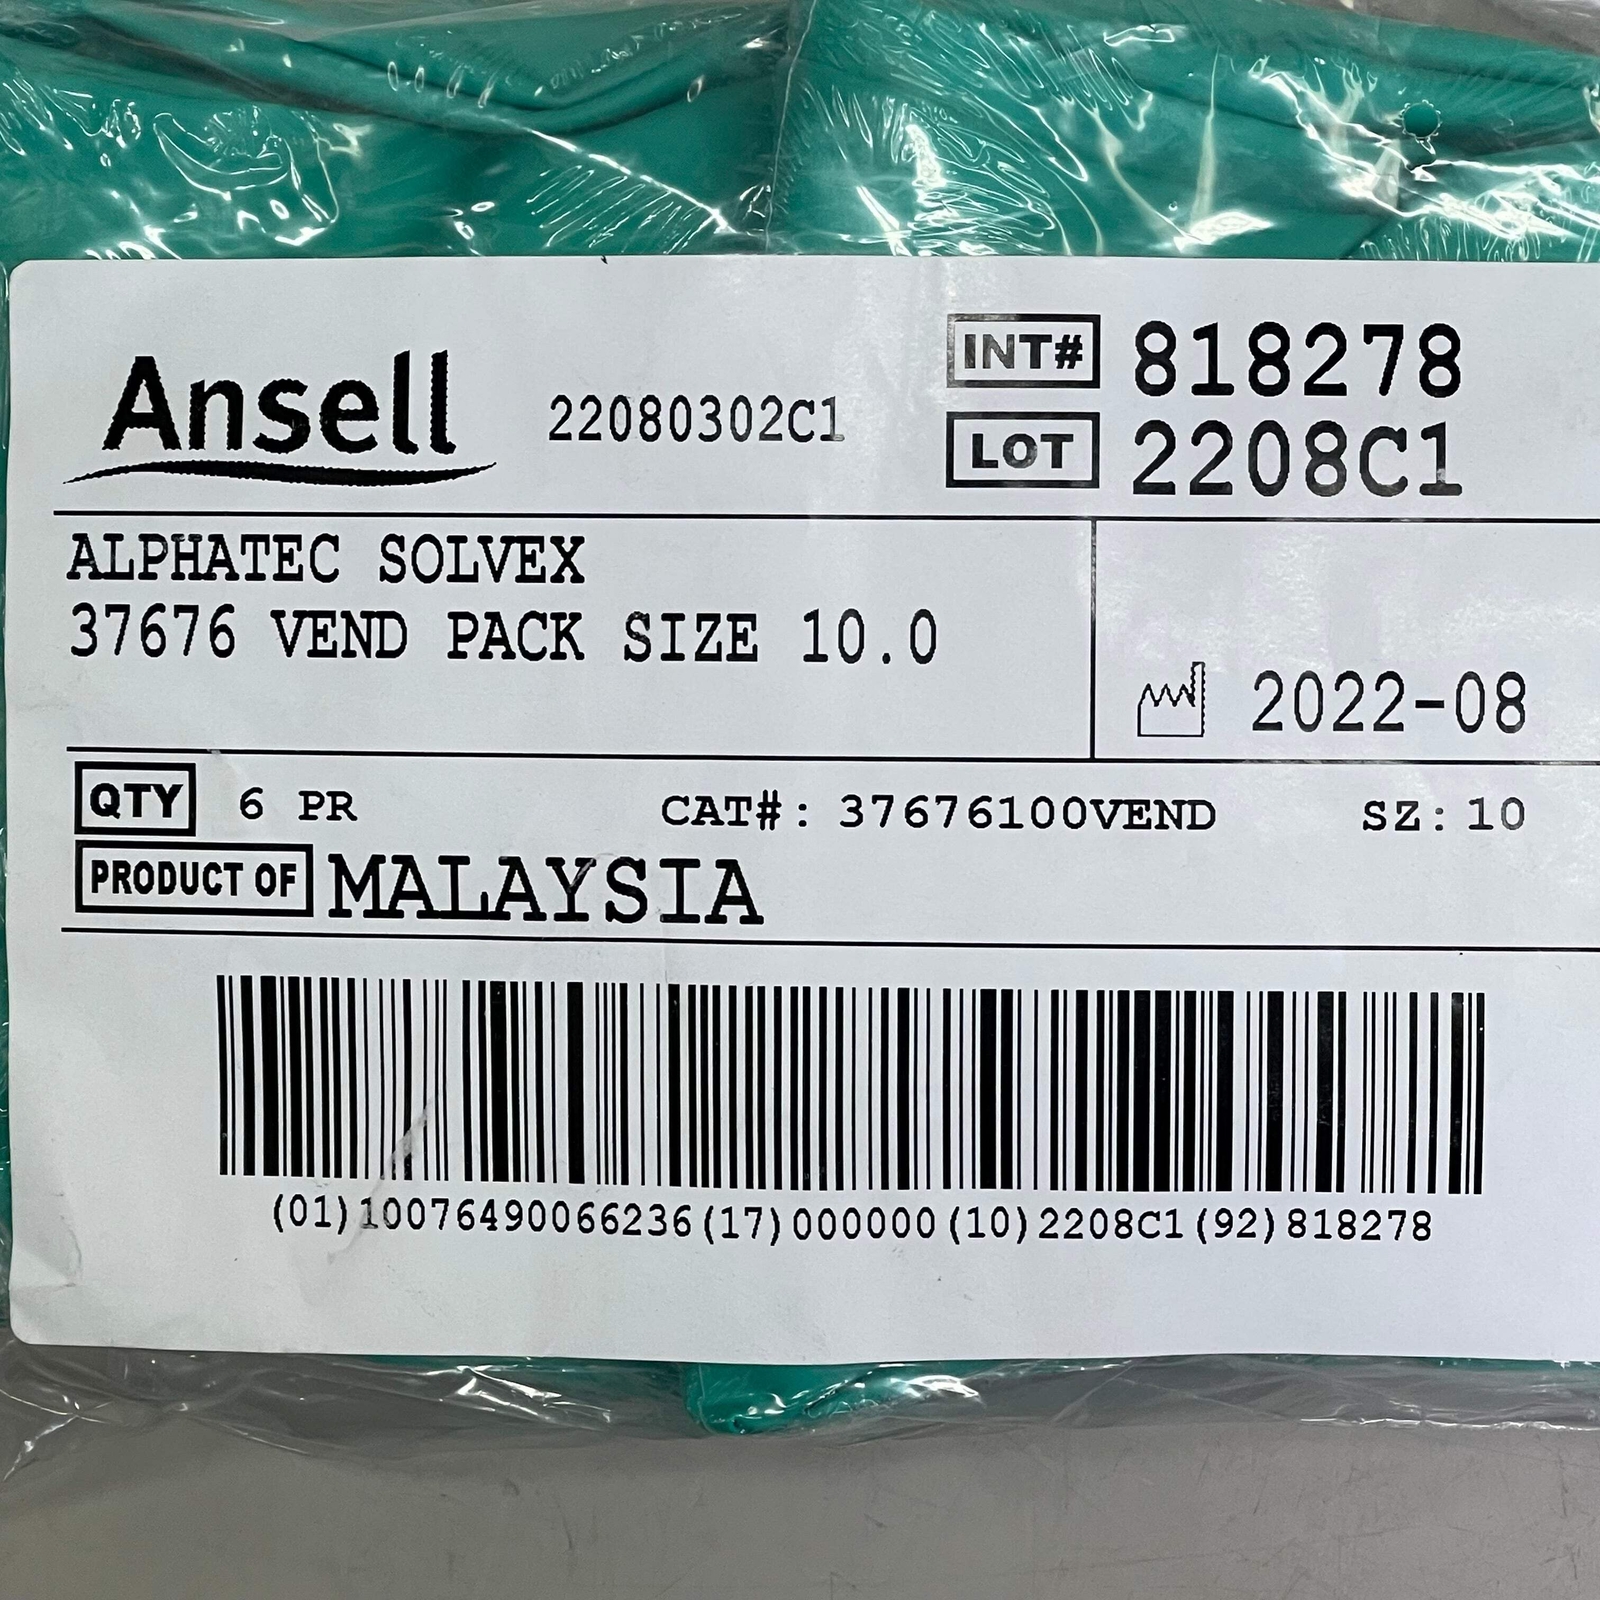 Ansell
22080302C1
INT# 818278
LOT 2208C1
ALPHATEC SOLVEX
37676 VEND PACK SIZE 10.0
2022-08
QTY 6 PR CAT#: 37676100VEND SZ: 10
PRODUCT OF MALAYSIA
(01)10076490066236(17)000000(10)2208C1(92)818278